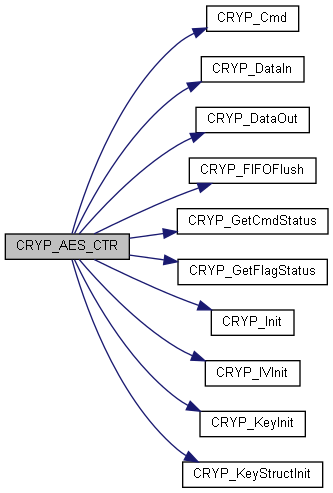 CRYP_Cmd
CRYP_DataIn
CRYP_DataOut
CRYP_FIFOFlush
CRYP_GetCmdStatus
CRYP_AES_CTR
CRYP_GetFlagStatus
CRYP_Init
CRYP_IVInit
CRYP_KeyInit
CRYP_KeyStructInit